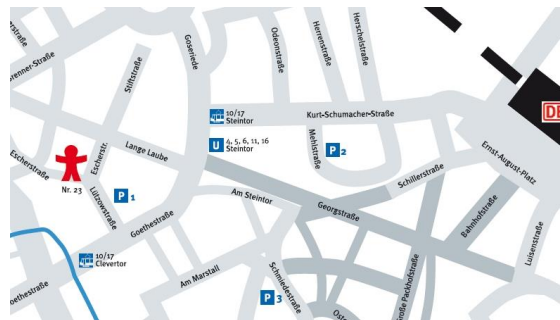 Goseriede
Odeonstraße
Herrenstraße
Herschelstraße
Stiftstraße
10/17
Steintor
Kurt-Schumacher-Straße
U
4, 5, 6, 11, 16
Steintor
Mehlstraße
P 2
Lange Laube
Escherstr.
Escherstraße
Nr. 23
P 1
Lützowstraße
Goethestraße
Am Steintor
Georgstraße
Schillerstraße
Ernst-August-Platz
Bahnhofstraße
Luisenstraße
10/17
Clevertor
oethestraße
Am Marstall
Schmiedestraße
P 3
Große Packhofstraße
Oste